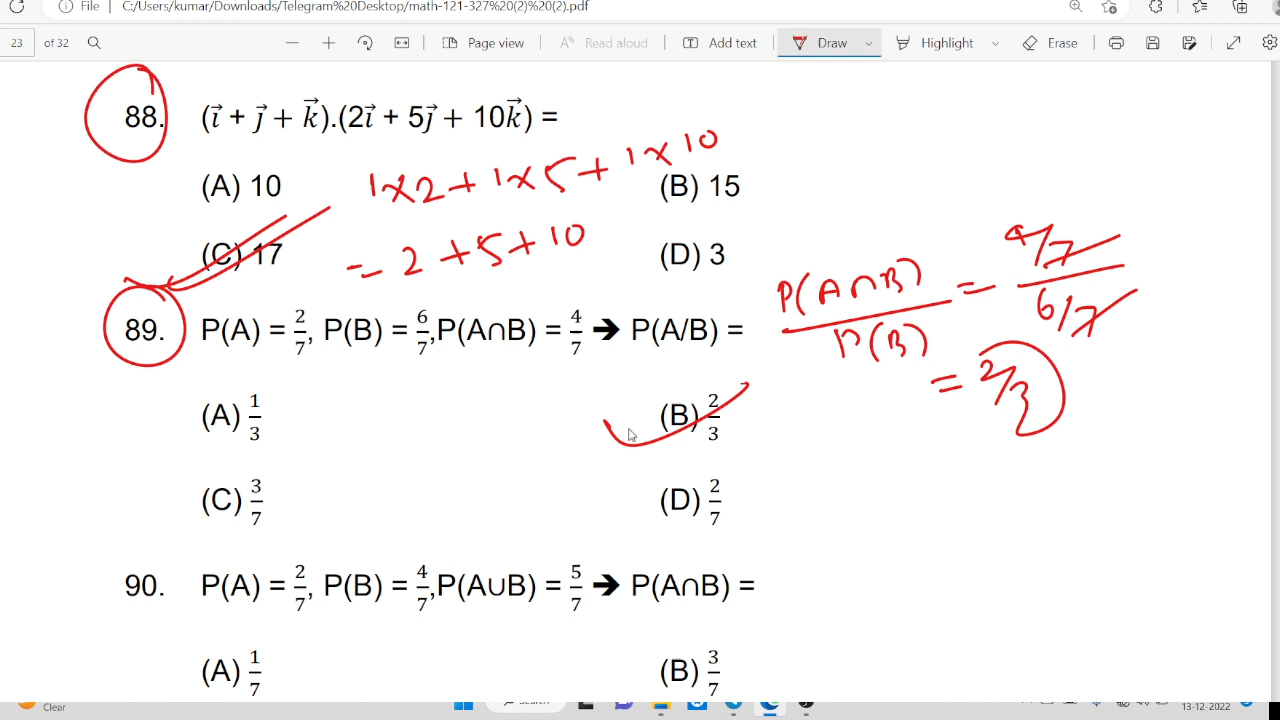 File C:/Users/kumar/Downloads/Telegram%20Desktop/math-121-327%20(2)%20(2).pdf
23 of 32 Page view Read aloud Add text Draw Highlight Erase
88. (i⃗ + j⃗ + k⃗).(2i⃗ + 5j⃗ + 10k⃗) =
(A) 10 (B) 15
1×2 + 1×5 + 1×10
(C) 17 (D) 3
= 2 + 5 + 10
89. P(A) = 2/7, P(B) = 6/7,P(A∩B) = 4/7 ➔ P(A/B) =
P(A∩B)/P(B) = 4/7 / 6/7
= 2/3
(A) 1/3 (B) 2/3
(C) 3/7 (D) 2/7
90. P(A) = 2/7, P(B) = 4/7,P(A∪B) = 5/7 ➔ P(A∩B) =
(A) 1/7 (B) 3/7
Clear Search 13-12-2022